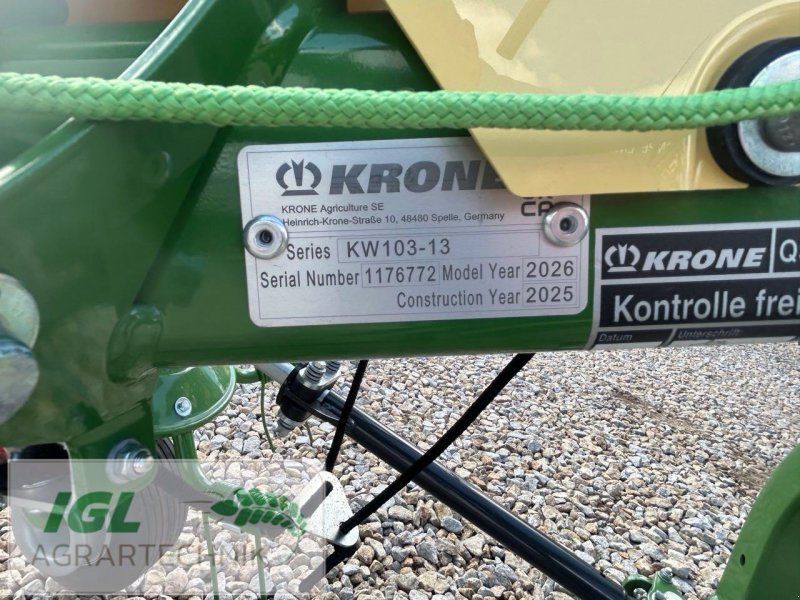 KRONE
KRONE Agriculture SE
Heinrich-Krone-Straße 10, 48480 Spelle, Germany
Series KW103-13
Serial Number 1176772 Model Year 2026
Construction Year 2025
KRONE
Kontrolle
Datum Unterschrift
IGL
AGRARTECHNIK